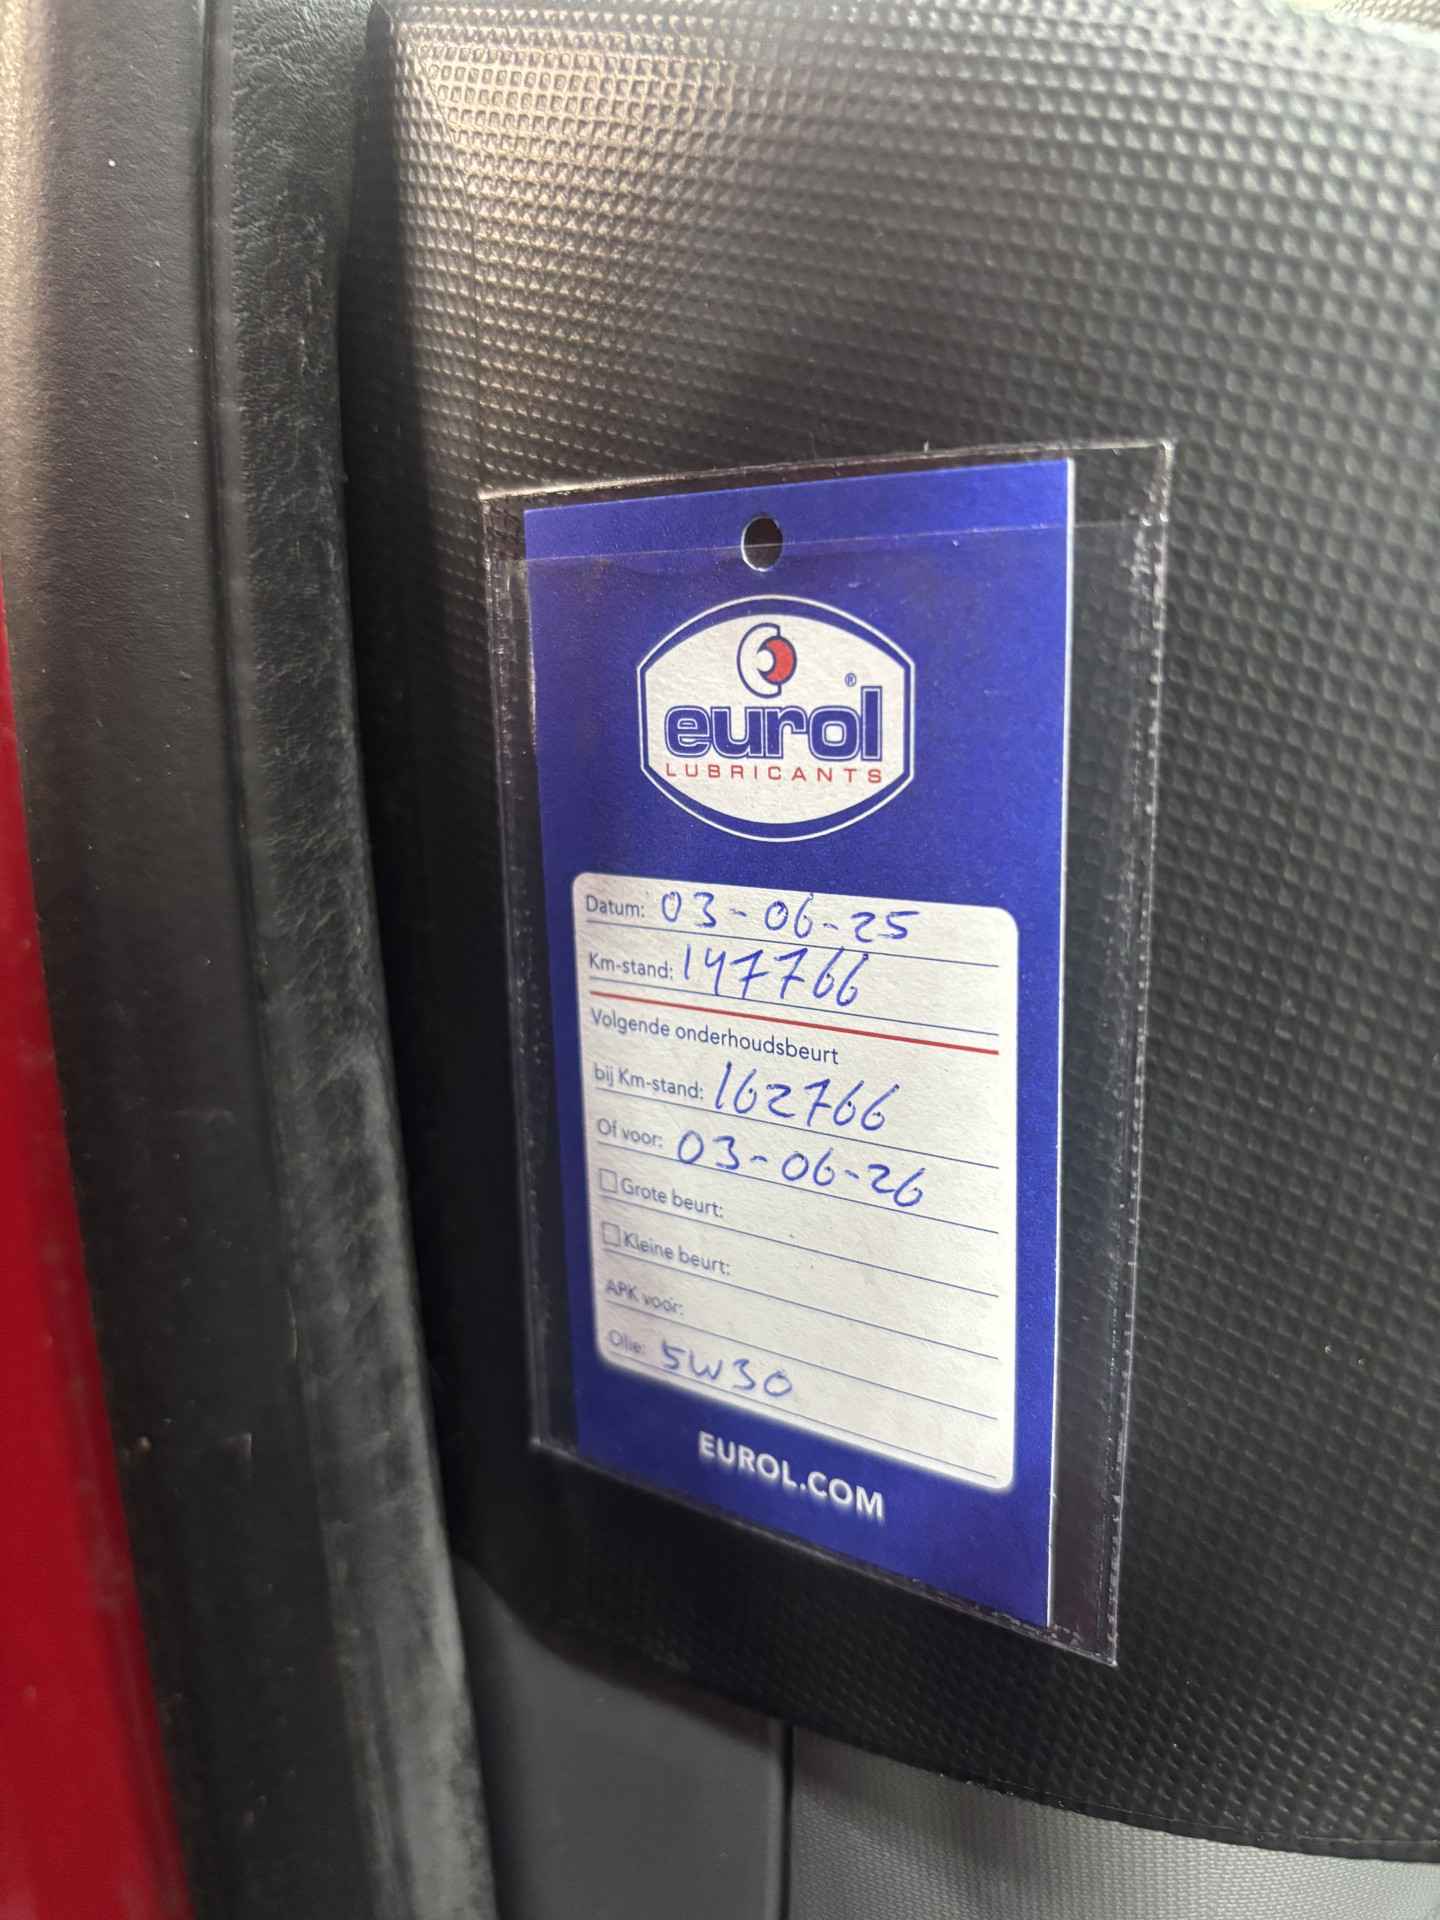 eurol®
LUBRICANTS
Datum: 03-06-25
Km-stand: 147766
Volgende onderhoudsbeurt
bij Km-stand: 162766
Of voor: 03-06-26
Grote beurt:
Kleine beurt:
APK voor:
Olie: 5W30
EUROL.COM